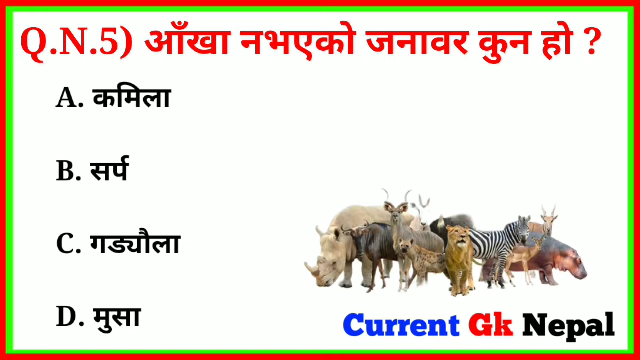 Q.N.5) आँखा नभएको जनावर कुन हो ?
A. कमिला
B. सर्प
C. गड्यौला
D. मुसा
Current Gk Nepal